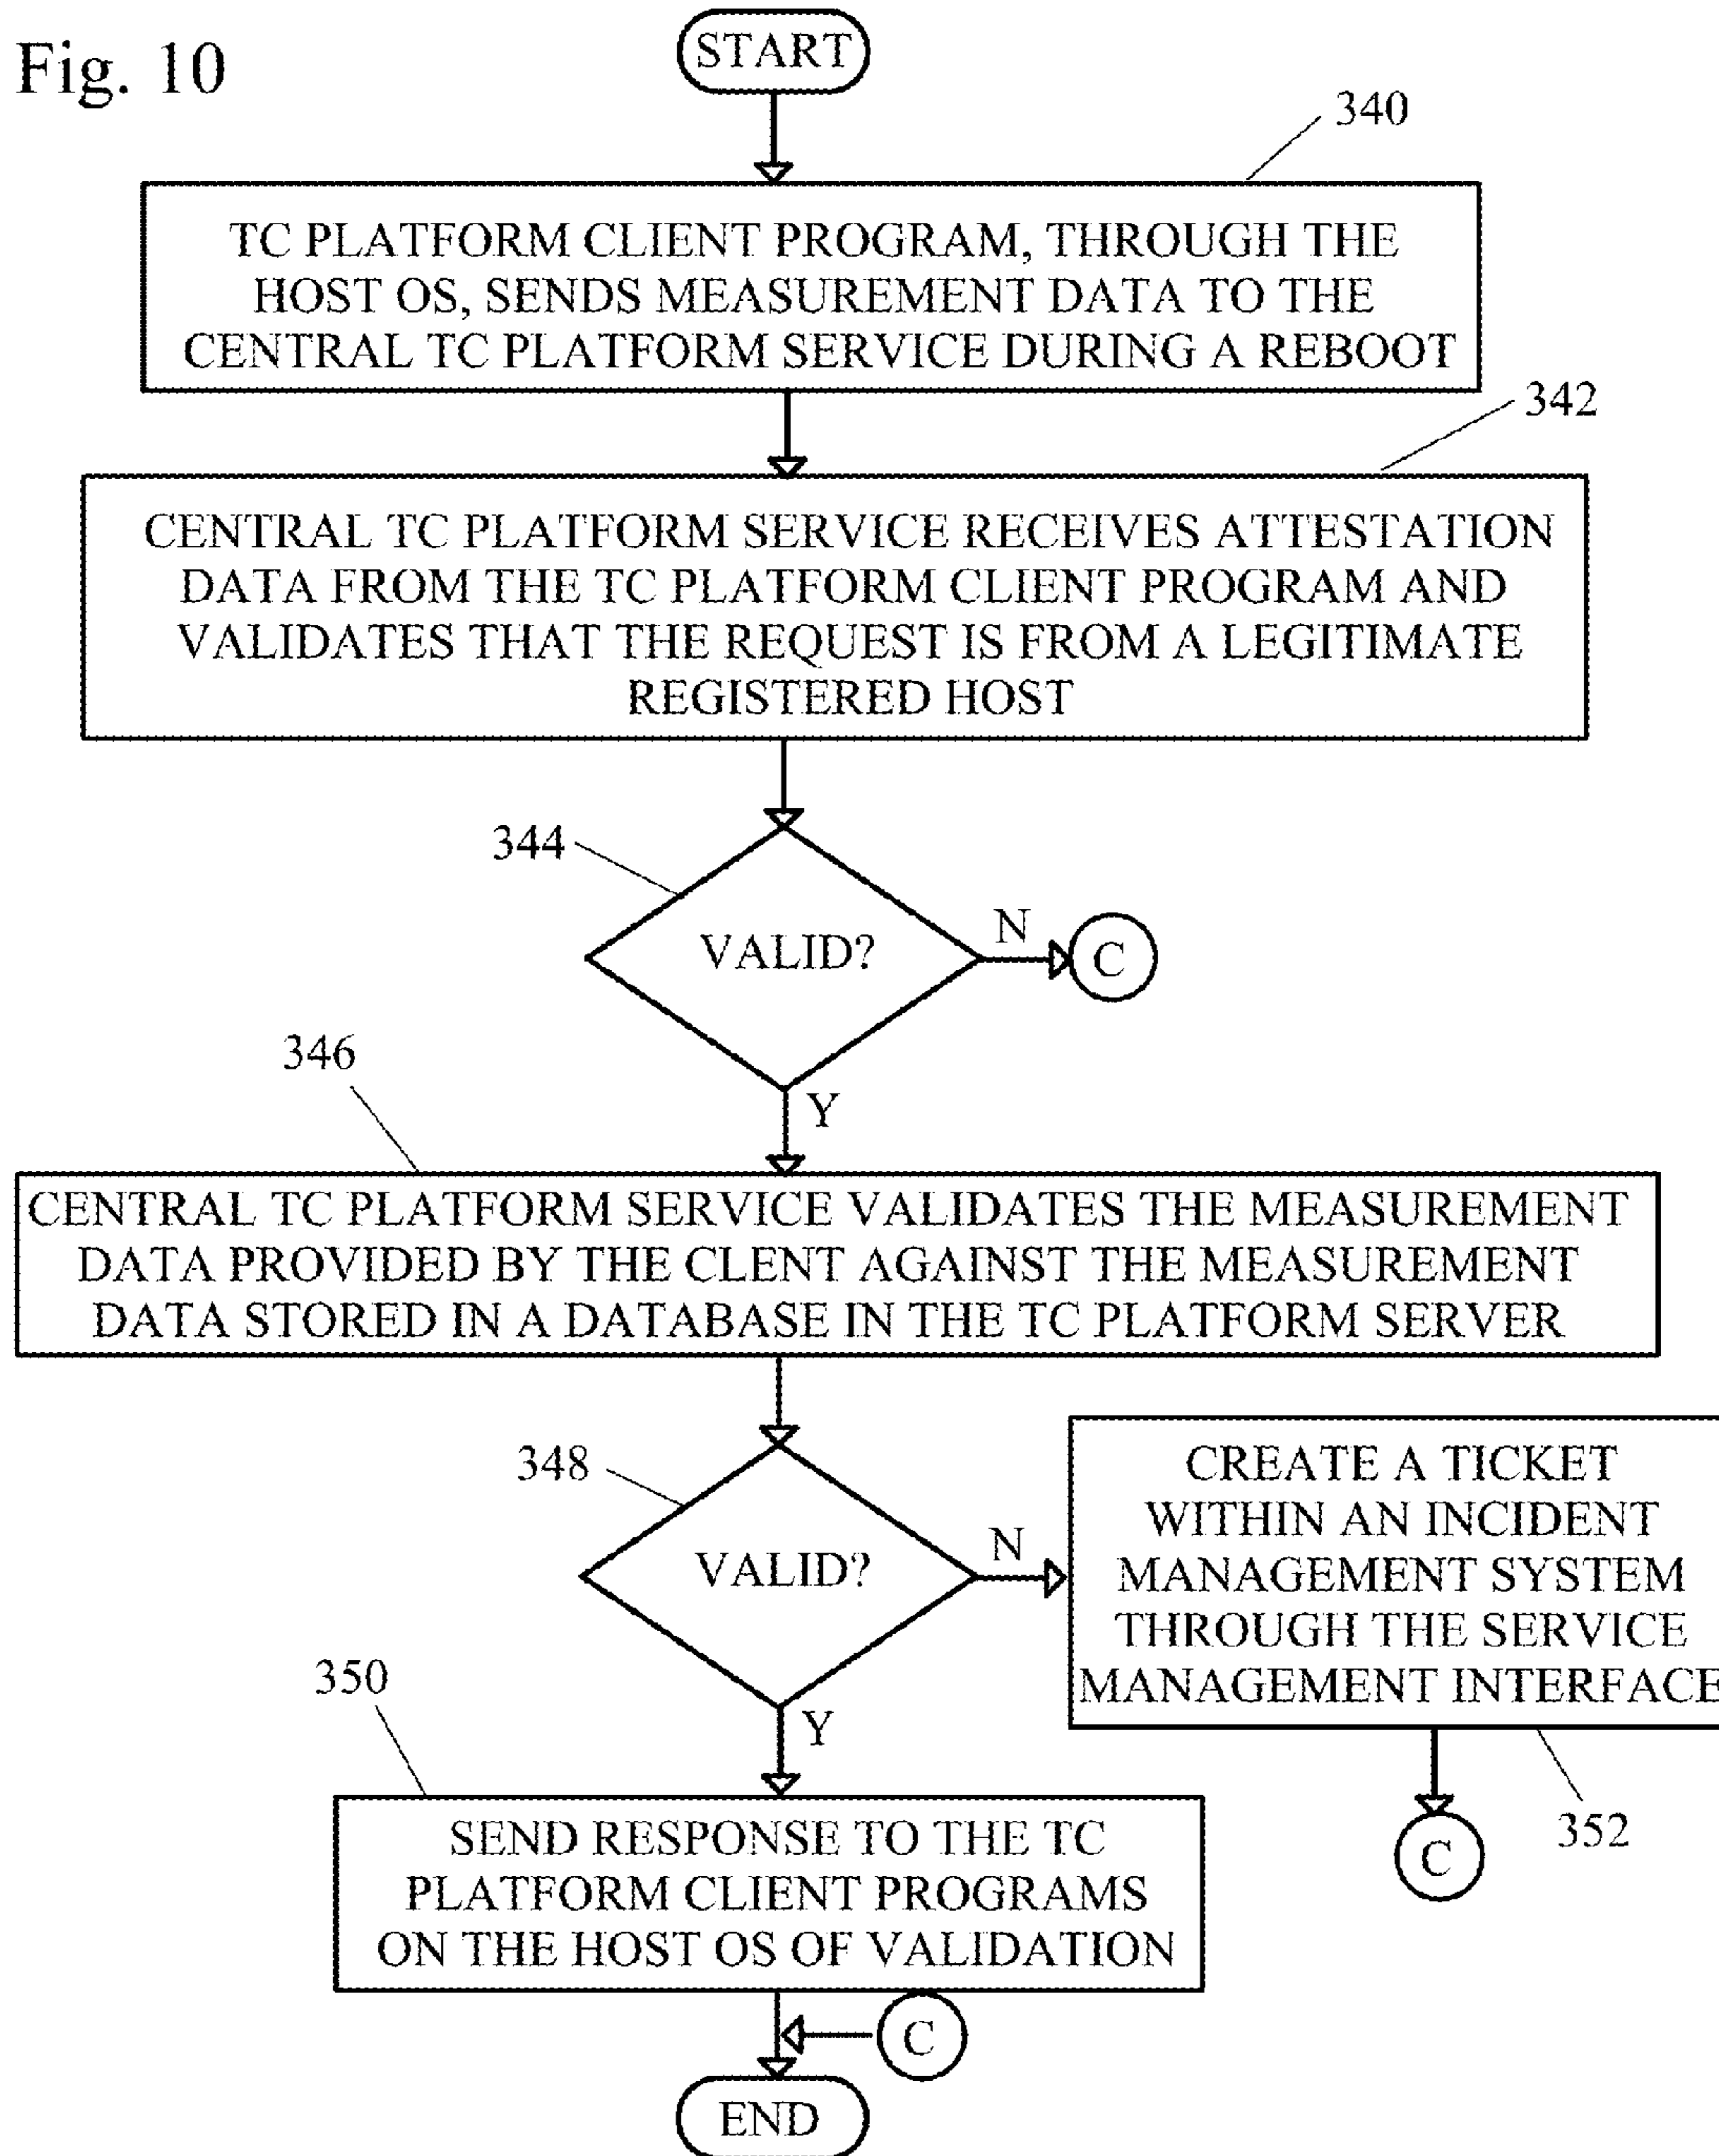 Fig. 10
START
340
TC PLATFORM CLIENT PROGRAM, THROUGH THE
HOST OS, SENDS MEASUREMENT DATA TO THE
CENTRAL TC PLATFORM SERVICE DURING A REBOOT
342
CENTRAL TC PLATFORM SERVICE RECEIVES ATTESTATION
DATA FROM THE TC PLATFORM CLIENT PROGRAM AND
VALIDATES THAT THE REQUEST IS FROM A LEGITIMATE
REGISTERED HOST
344
VALID?
N
C
Y
346
CENTRAL TC PLATFORM SERVICE VALIDATES THE MEASUREMENT
DATA PROVIDED BY THE CLENT AGAINST THE MEASUREMENT
DATA STORED IN A DATABASE IN THE TC PLATFORM SERVER
348
VALID?
N
CREATE A TICKET
WITHIN AN INCIDENT
MANAGEMENT SYSTEM
THROUGH THE SERVICE
MANAGEMENT INTERFACE
352
C
Y
350
SEND RESPONSE TO THE TC
PLATFORM CLIENT PROGRAMS
ON THE HOST OS OF VALIDATION
C
END